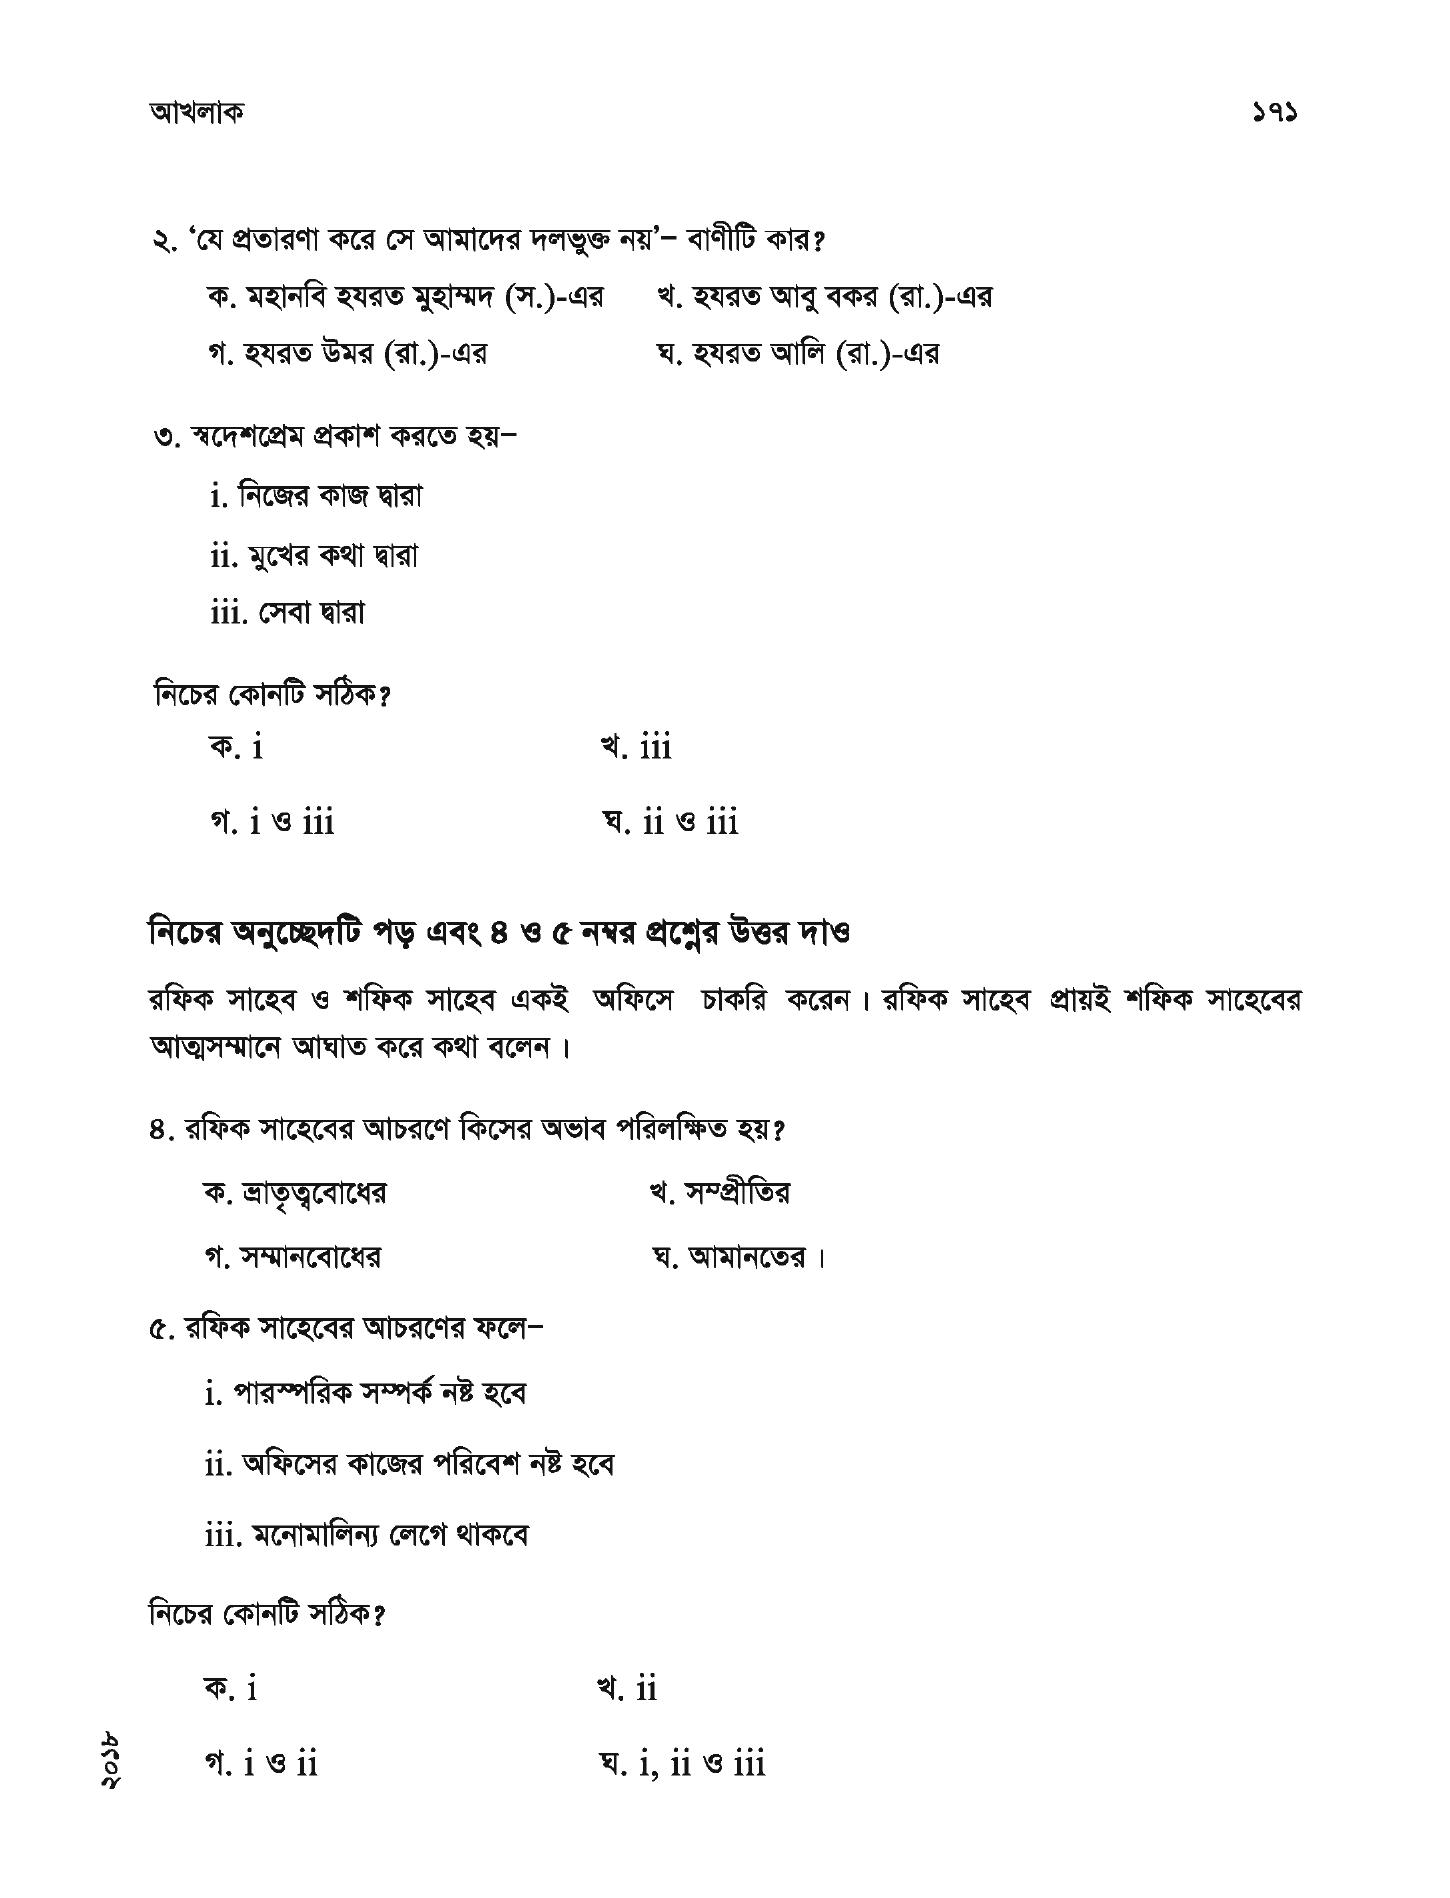 আখলাক ১৭১
২. ‘যে প্রতারণা করে সে আমাদের দলভুক্ত নয়’– বাণীটি কার?
ক. মহানবি হযরত মুহাম্মদ (স.)-এর খ. হযরত আবু বকর (রা.)-এর
গ. হযরত উমর (রা.)-এর ঘ. হযরত আলি (রা.)-এর
৩. স্বদেশপ্রেম প্রকাশ করতে হয়–
i. নিজের কাজ দ্বারা
ii. মুখের কথা দ্বারা
iii. সেবা দ্বারা
নিচের কোনটি সঠিক?
ক. i খ. iii
গ. i ও iii ঘ. ii ও iii
নিচের অনুচ্ছেদটি পড় এবং ৪ ও ৫ নম্বর প্রশ্নের উত্তর দাও
রফিক সাহেব ও শফিক সাহেব একই অফিসে চাকরি করেন। রফিক সাহেব প্রায়ই শফিক সাহেবের
আত্মসম্মানে আঘাত করে কথা বলেন।
৪. রফিক সাহেবের আচরণে কিসের অভাব পরিলক্ষিত হয়?
ক. ভ্রাতৃত্ববোধের খ. সম্প্রীতির
গ. সম্মানবোধের ঘ. আমানতের।
৫. রফিক সাহেবের আচরণের ফলে–
i. পারস্পরিক সম্পর্ক নষ্ট হবে
ii. অফিসের কাজের পরিবেশ নষ্ট হবে
iii. মনোমালিন্য লেগে থাকবে
নিচের কোনটি সঠিক?
ক. i খ. ii
গ. i ও ii ঘ. i, ii ও iii
২০১৮